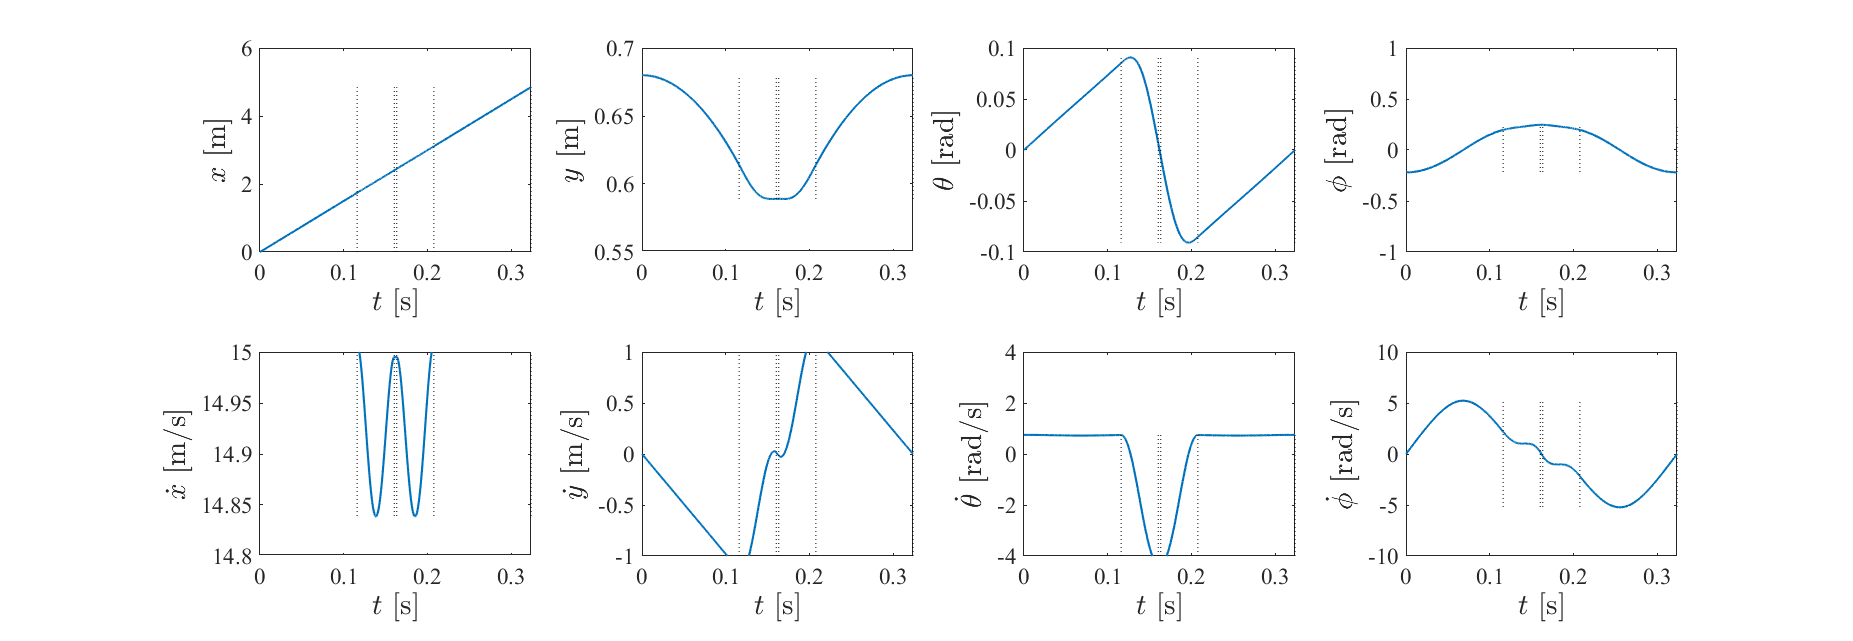 6
4
2
0
0 0.1 0.2 0.3
t [s]
x [m]
0.7
0.65
0.6
0.55
0 0.1 0.2 0.3
t [s]
y [m]
0.1
0.05
0
-0.05
-0.1
0 0.1 0.2 0.3
t [s]
θ [rad]
1
0.5
0
-0.5
-1
0 0.1 0.2 0.3
t [s]
ϕ [rad]
15
14.95
14.9
14.85
14.8
0 0.1 0.2 0.3
t [s]
ẋ [m/s]
1
0.5
0
-0.5
-1
0 0.1 0.2 0.3
t [s]
ẏ [m/s]
4
2
0
-2
-4
0 0.1 0.2 0.3
t [s]
θ̇ [rad/s]
10
5
0
-5
-10
0 0.1 0.2 0.3
t [s]
ϕ̇ [rad/s]